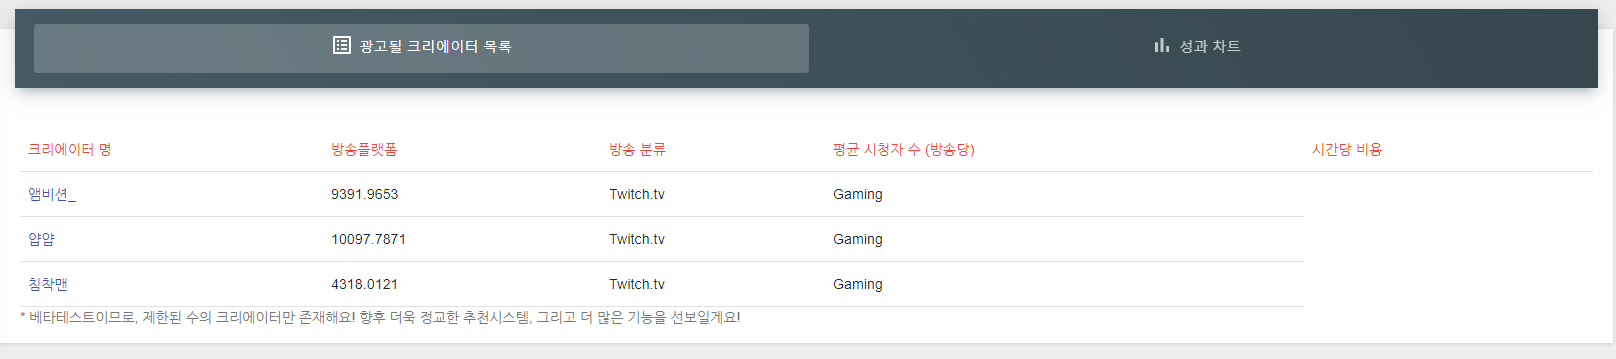 광고될 크리에이터 목록 성과 차트
크리에이터 명 방송플랫폼 방송 분류 평균 시청자 수 (방송당) 시간당 비용
앰비션_ 9391.9653 Twitch.tv Gaming
얍얍 10097.7871 Twitch.tv Gaming
침착맨 4318.0121 Twitch.tv Gaming
* 베타테스트이므로, 제한된 수의 크리에이터만 존재해요! 향후 더욱 정교한 추천시스템, 그리고 더 많은 기능을 선보일게요!